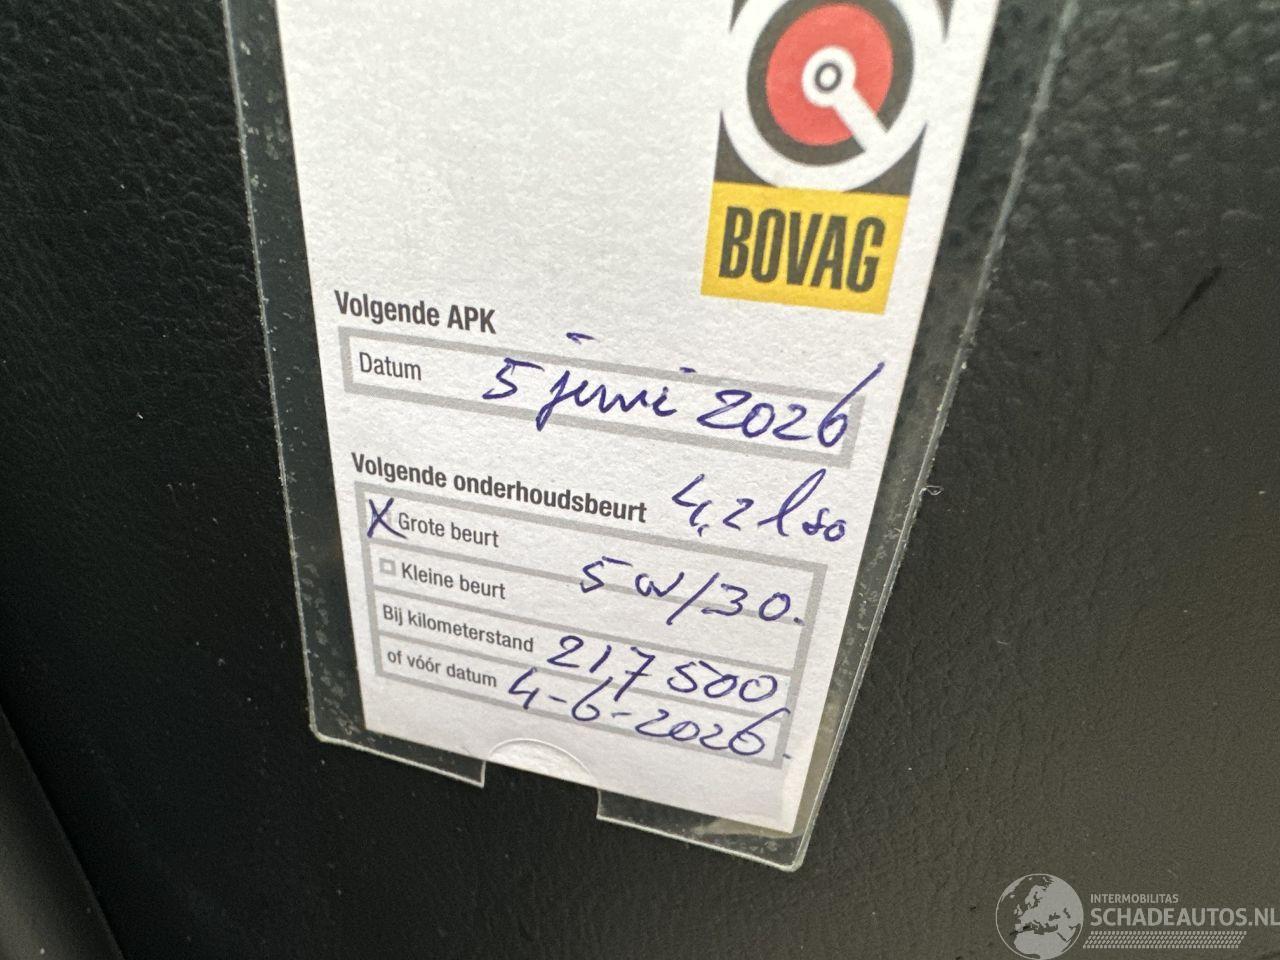 BOVAG
Volgende APK
Datum 5 juni 2026
Volgende onderhoudsbeurt 4,2 l
X Grote beurt
Kleine beurt 5W/30.
Bij kilometerstand 217500
of vóór datum 4-6-2026.
INTERMOBILITAS
SCHADEAUTOS.NL